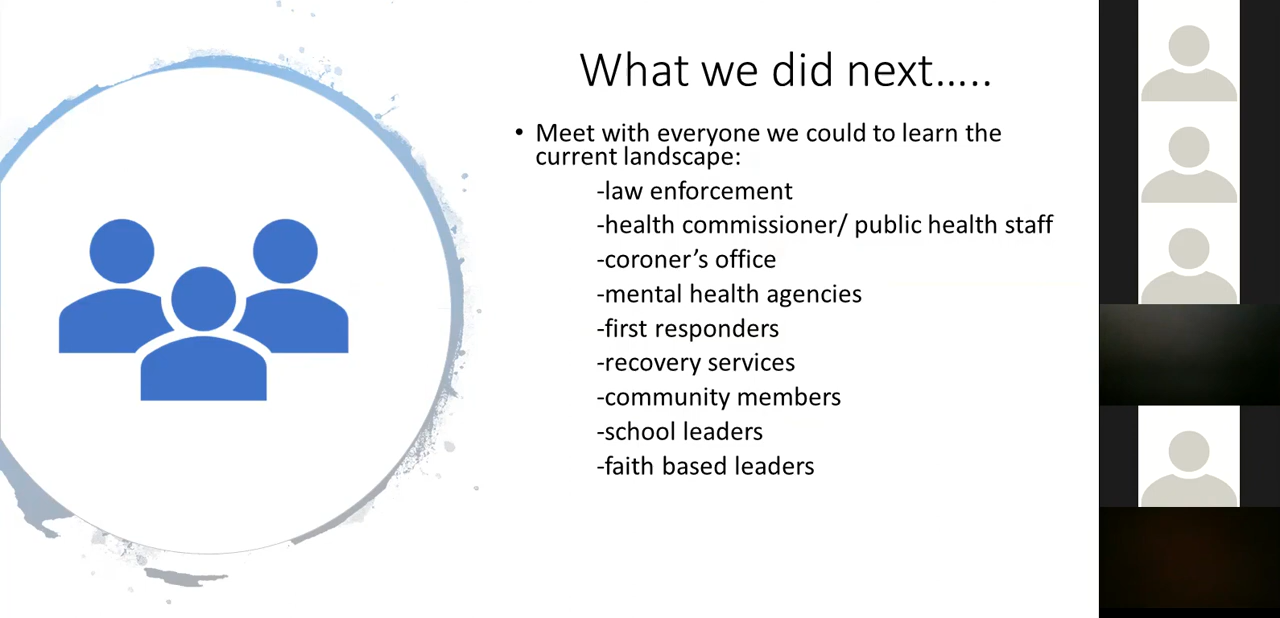 What we did next…..
• Meet with everyone we could to learn the
current landscape:
-law enforcement
-health commissioner/ public health staff
-coroner’s office
-mental health agencies
-first responders
-recovery services
-community members
-school leaders
-faith based leaders